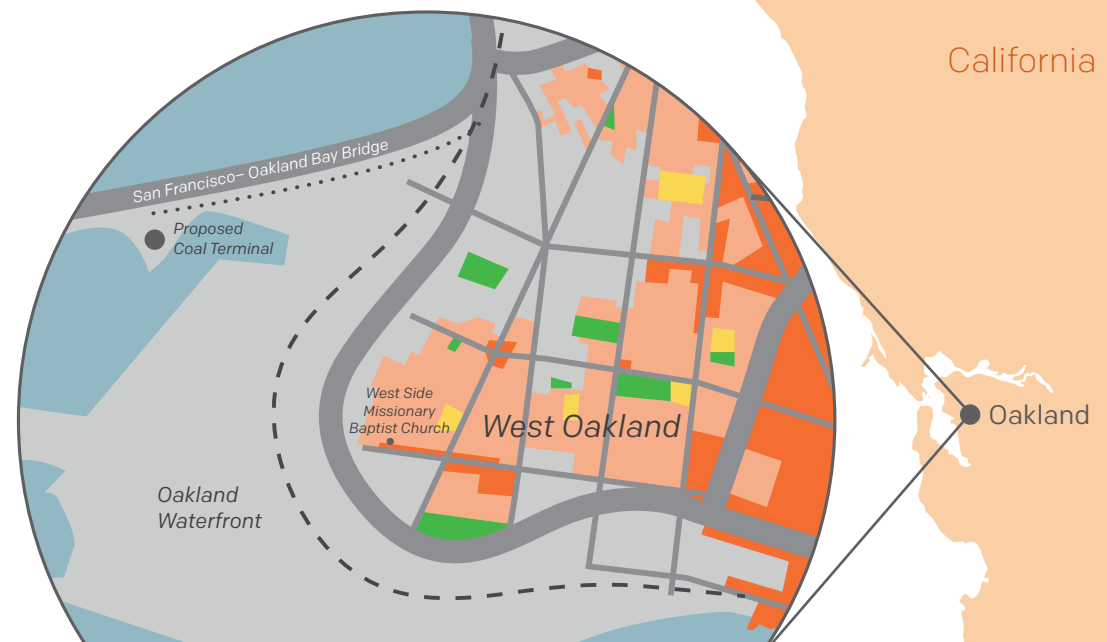 California
San Francisco– Oakland Bay Bridge
Proposed
Coal Terminal
West Side
Missionary
Baptist Church
West Oakland
Oakland
Oakland
Waterfront